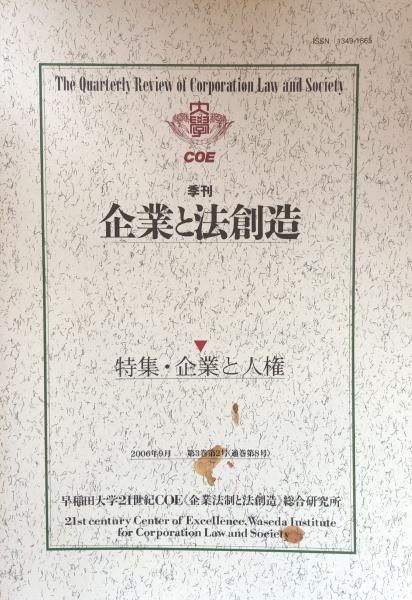 ISSN 1349-1665
The Quarterly Review of Corporation Law and Society
大學
COE
季刊
企業と法創造
特集・企業と人権
2006年9月 第3巻第2号(通巻第8号)
早稲田大学21世紀COE《企業法制と法創造》総合研究所
21st century Center of Excellence, Waseda Institute
for Corporation Law and Society